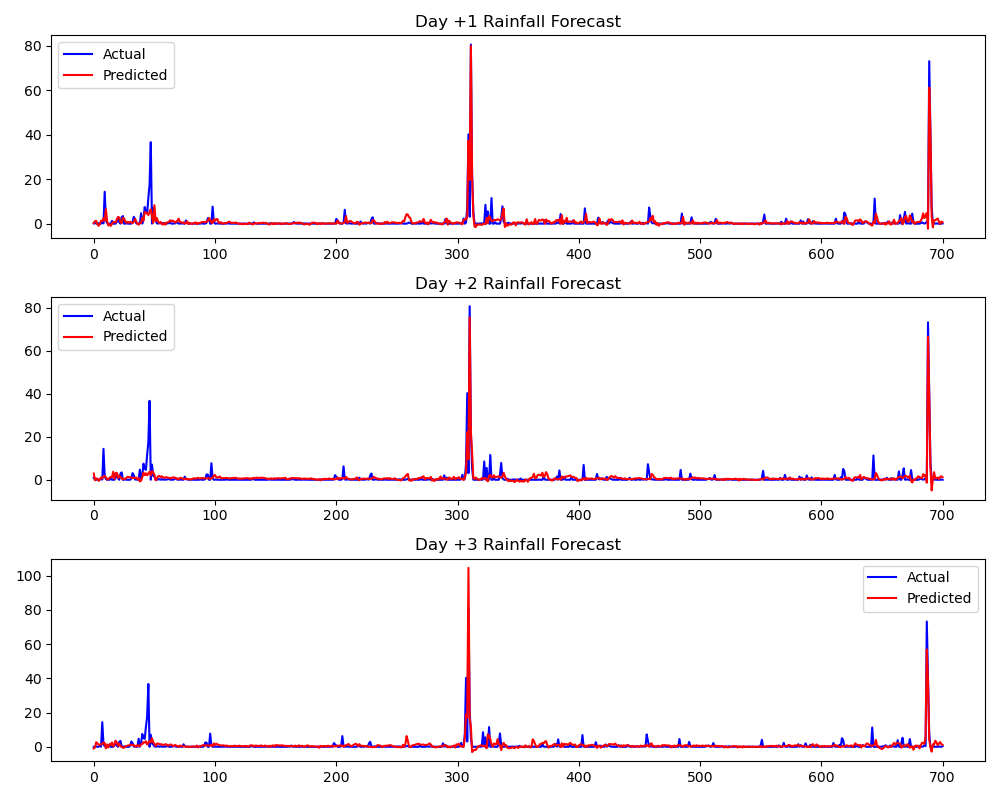 Day +1 Rainfall Forecast
80
60
40
20
0
Actual
Predicted
0 100 200 300 400 500 600 700
Day +2 Rainfall Forecast
80
60
40
20
0
Actual
Predicted
0 100 200 300 400 500 600 700
Day +3 Rainfall Forecast
100
80
60
40
20
0
Actual
Predicted
0 100 200 300 400 500 600 700